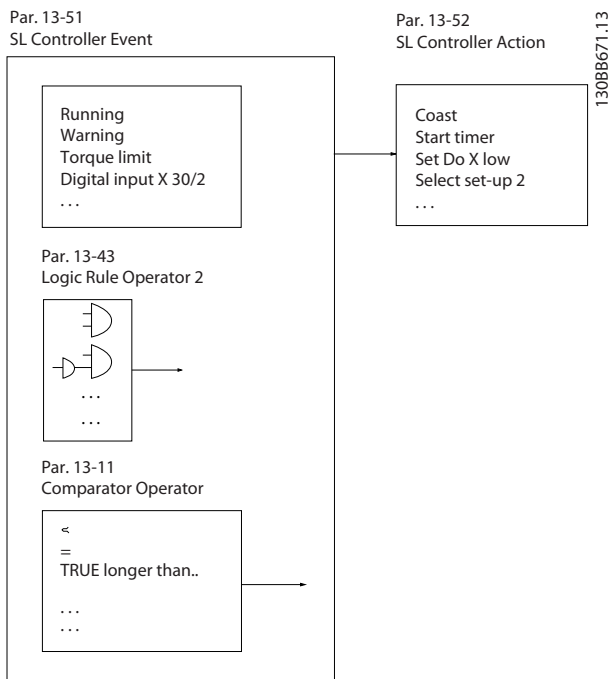 Par. 13-51
SL Controller Event
Par. 13-52
SL Controller Action
130BB671.13
Running
Warning
Torque limit
Digital input X 30/2
. . .
Coast
Start timer
Set Do X low
Select set-up 2
. . .
Par. 13-43
Logic Rule Operator 2
. . .
. . .
Par. 13-11
Comparator Operator
=
TRUE longer than..
. . .
. . .